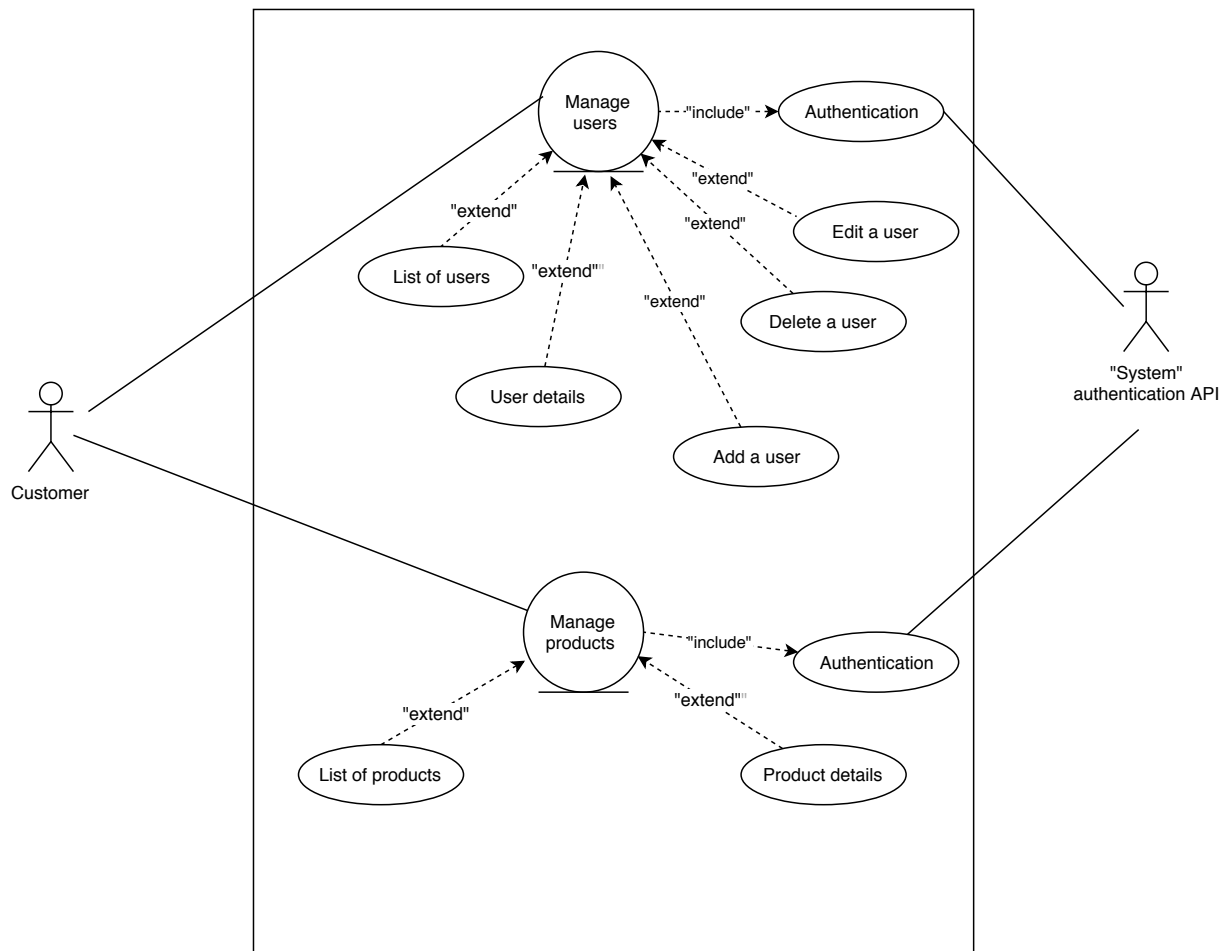 Manage
users
"include"
Authentication
"extend"
"extend"
"extend"
Edit a user
List of users
"extend""
"extend"
Delete a user
"System"
authentication API
User details
Add a user
Customer
Manage
products
"include"
Authentication
"extend"
"extend""
List of products
Product details